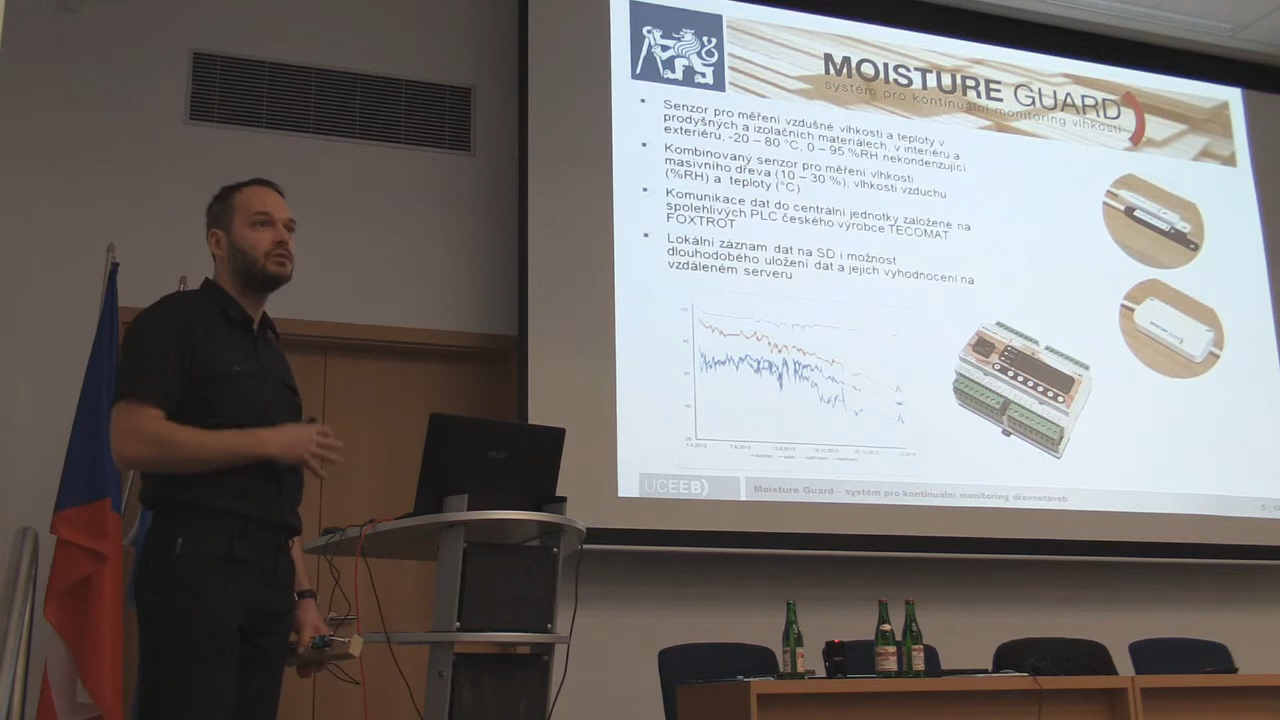 MOISTURE GUARD
systém pro kontinuální monitoring vlhkosti
Senzor pro měření vzdušné vlhkosti a teploty v
prodyšných a izolačních materiálech, v interiéru a
exteriéru, -20 – 80 °C, 0 – 95 %RH nekondenzující
Kombinovaný senzor pro měření vlhkosti
masivního dřeva (10 – 30 %), vlhkosti vzduchu
(%RH) a teploty (°C)
Komunikace dat do centrální jednotky založené na
spolehlivých PLC českého výrobce TECOMAT
FOXTROT
Lokální záznam dat na SD i možnost
dlouhodobého uložení dat a jejich vyhodnocení na
vzdáleném serveru
UCEEB)
Moisture Guard – systém pro kontinuální monitoring dřevostaveb